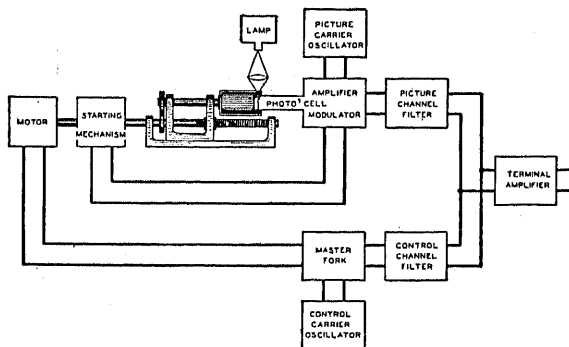 LAMP
PICTURE
CARRIER
OSCILLATOR
MOTOR
STARTING
MECHANISM
PHOTO CELL
AMPLIFIER
MODULATOR
PICTURE
CHANNEL
FILTER
TERMINAL
AMPLIFIER
MASTER
FORK
CONTROL
CHANNEL
FILTER
CONTROL
CARRIER
OSCILLATOR